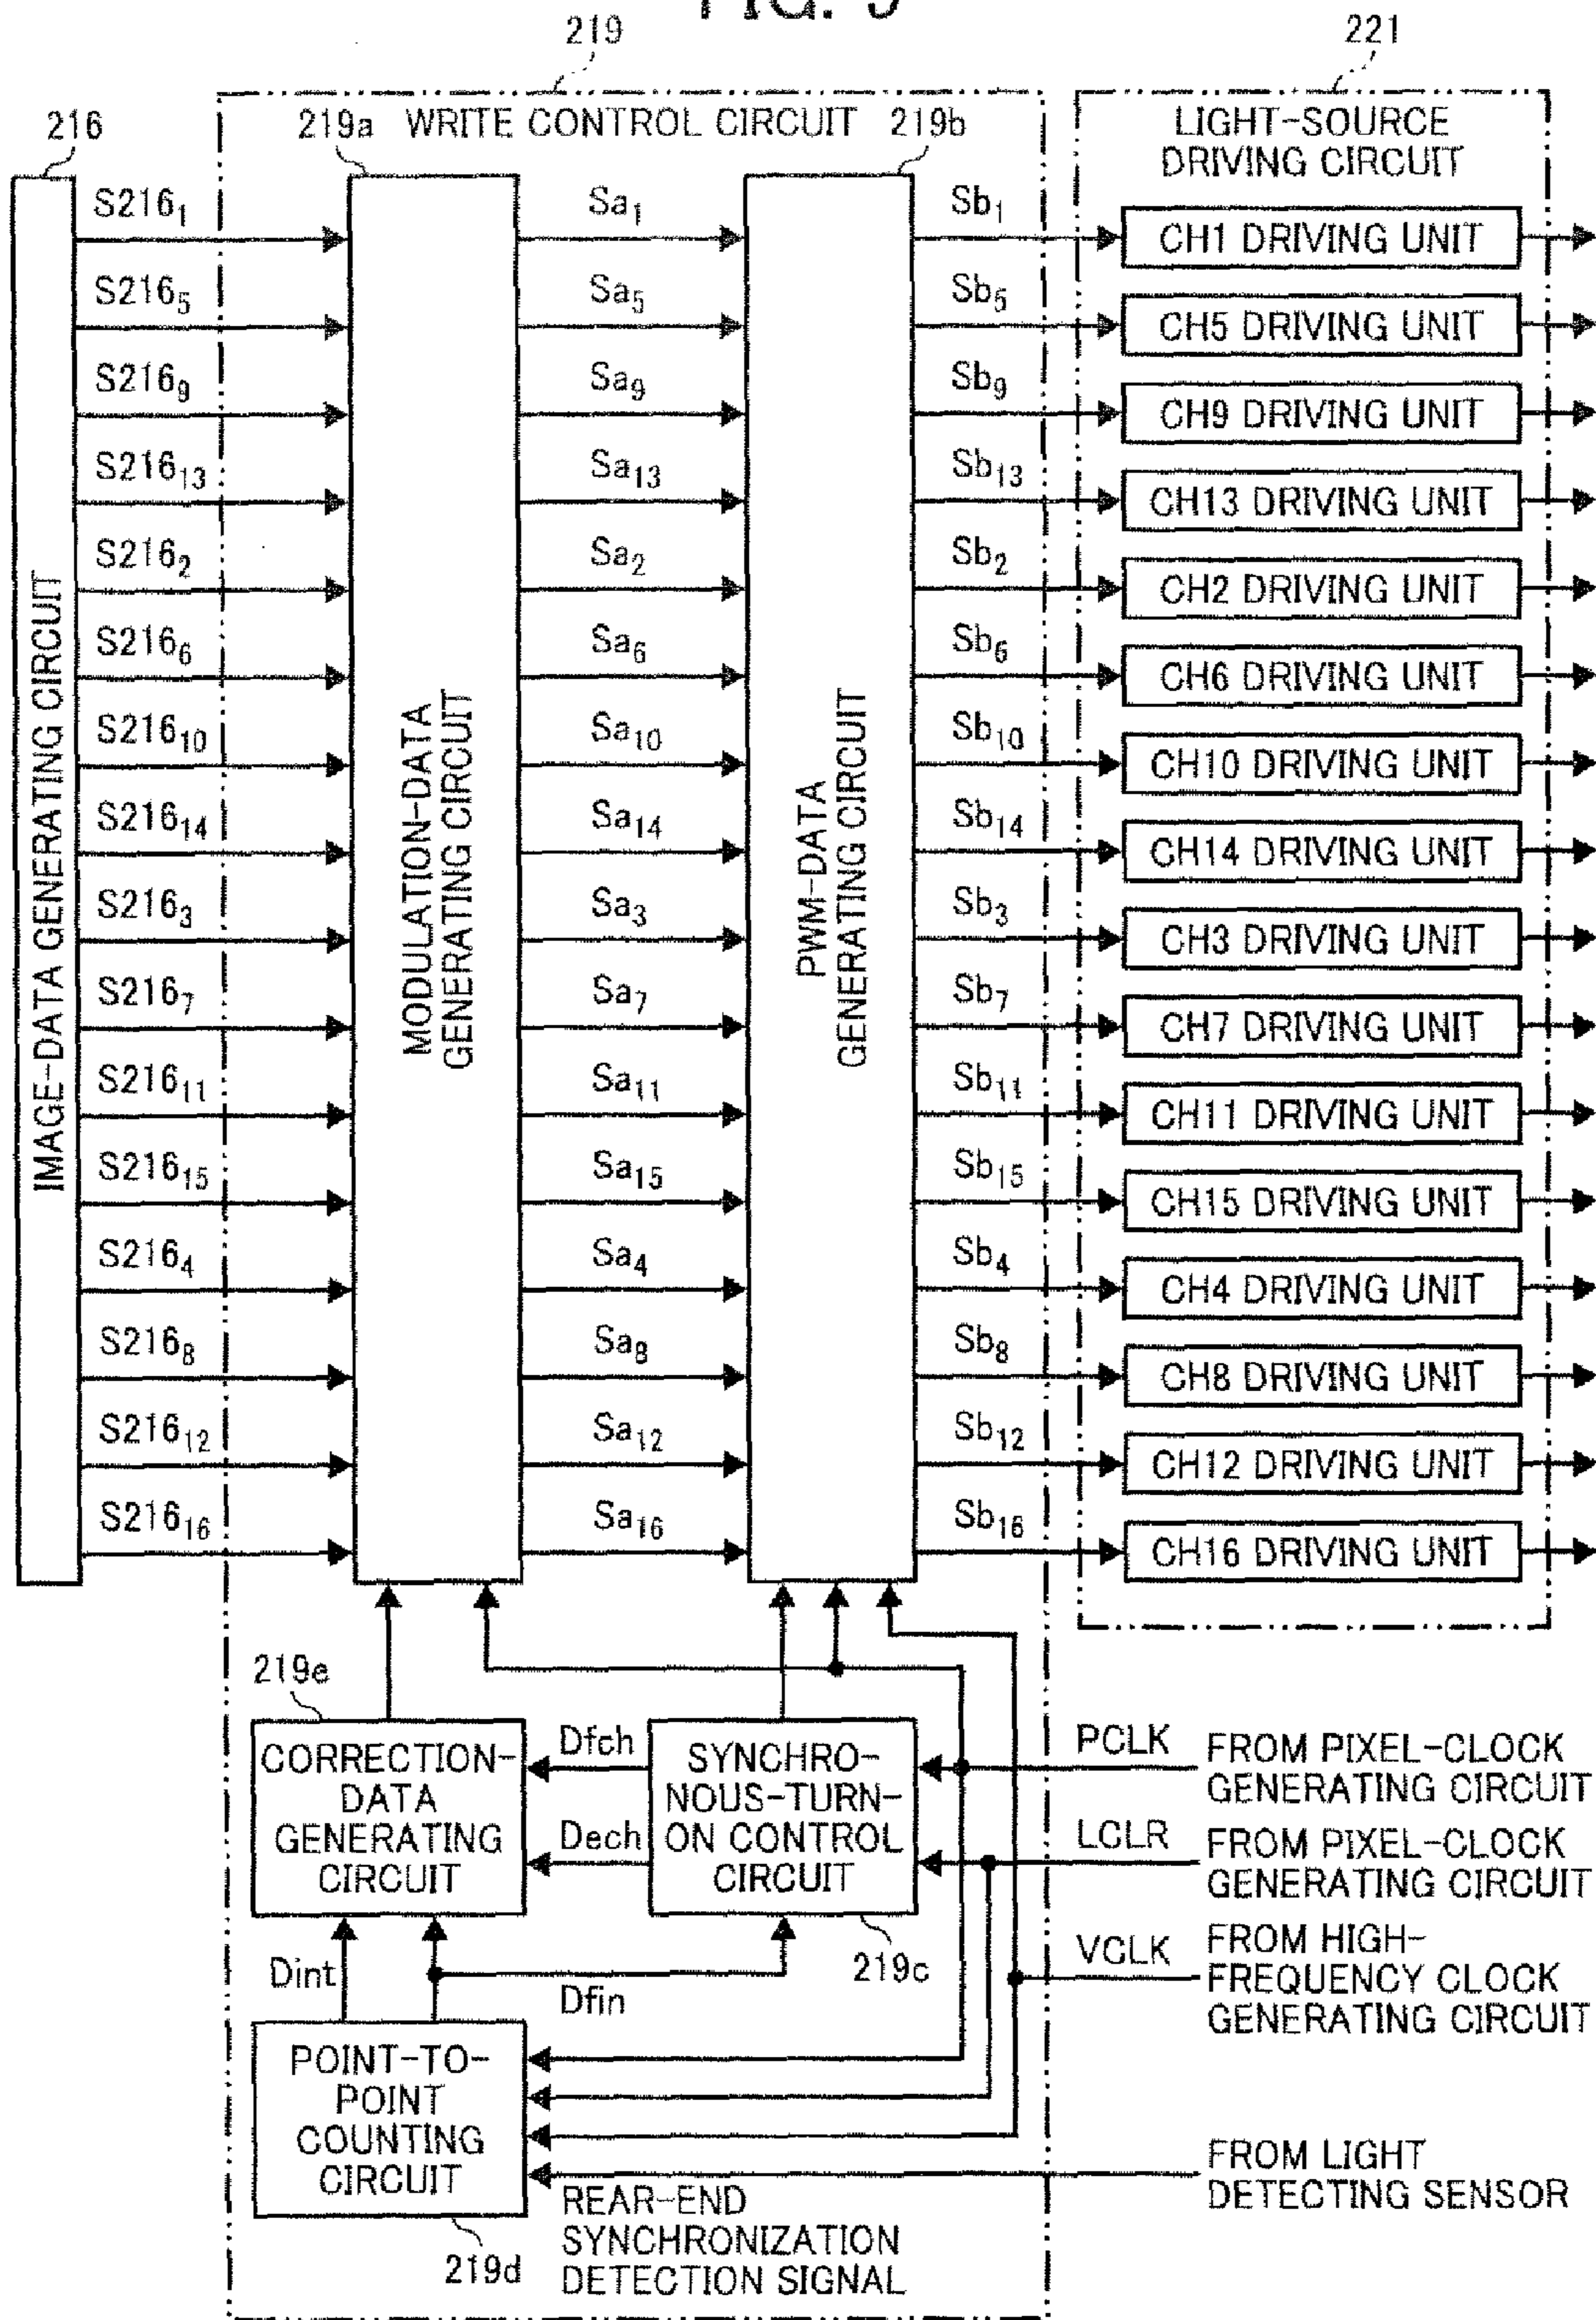 FIG. 9
219
221
216
219a
WRITE CONTROL CIRCUIT
219b
LIGHT-SOURCE
DRIVING CIRCUIT
IMAGE-DATA GENERATING CIRCUIT
MODULATION-DATA
GENERATING CIRCUIT
PWM-DATA
GENERATING CIRCUIT
S216₁ Sa₁ Sb₁ CH1 DRIVING UNIT
S216₅ Sa₅ Sb₅ CH5 DRIVING UNIT
S216₉ Sa₉ Sb₉ CH9 DRIVING UNIT
S216₁₃ Sa₁₃ Sb₁₃ CH13 DRIVING UNIT
S216₂ Sa₂ Sb₂ CH2 DRIVING UNIT
S216₆ Sa₆ Sb₆ CH6 DRIVING UNIT
S216₁₀ Sa₁₀ Sb₁₀ CH10 DRIVING UNIT
S216₁₄ Sa₁₄ Sb₁₄ CH14 DRIVING UNIT
S216₃ Sa₃ Sb₃ CH3 DRIVING UNIT
S216₇ Sa₇ Sb₇ CH7 DRIVING UNIT
S216₁₁ Sa₁₁ Sb₁₁ CH11 DRIVING UNIT
S216₁₅ Sa₁₅ Sb₁₅ CH15 DRIVING UNIT
S216₄ Sa₄ Sb₄ CH4 DRIVING UNIT
S216₈ Sa₈ Sb₈ CH8 DRIVING UNIT
S216₁₂ Sa₁₂ Sb₁₂ CH12 DRIVING UNIT
S216₁₆ Sa₁₆ Sb₁₆ CH16 DRIVING UNIT
219e
CORRECTION-
DATA
GENERATING
CIRCUIT
Dfch
Dech
SYNCHRO-
NOUS-TURN-
ON CONTROL
CIRCUIT
219c
PCLK
FROM PIXEL-CLOCK
GENERATING CIRCUIT
LCLR
FROM PIXEL-CLOCK
GENERATING CIRCUIT
VCLK
FROM HIGH-
FREQUENCY CLOCK
GENERATING CIRCUIT
Dint
Dfin
POINT-TO-
POINT
COUNTING
CIRCUIT
219d
REAR-END
SYNCHRONIZATION
DETECTION SIGNAL
FROM LIGHT
DETECTING SENSOR